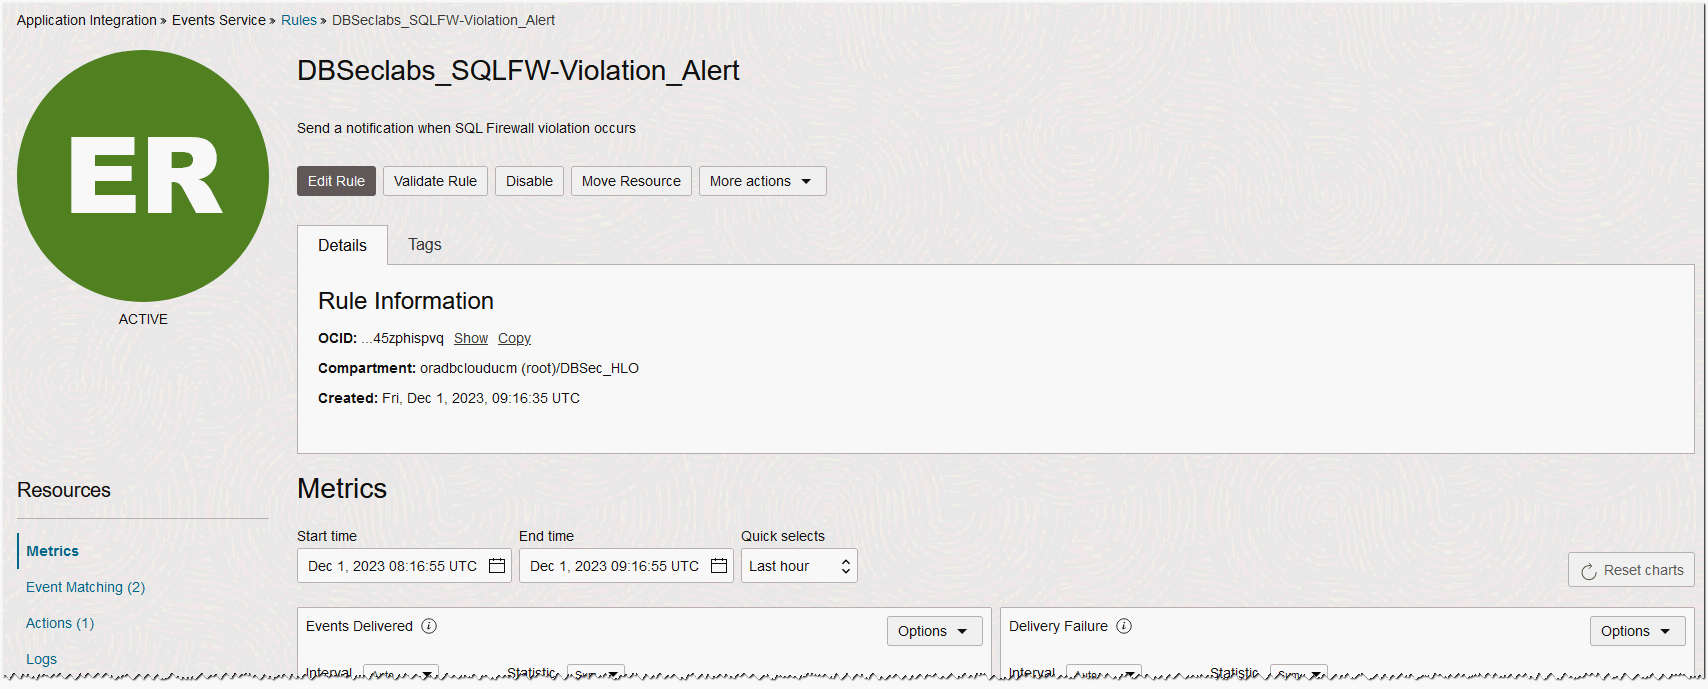 Application Integration » Events Service » Rules » DBSeclabs_SQLFW-Violation_Alert
ER
ACTIVE
DBSeclabs_SQLFW-Violation_Alert
Send a notification when SQL Firewall violation occurs
Edit Rule Validate Rule Disable Move Resource More actions
Details Tags
Rule Information
OCID: ...45zphispvq Show Copy
Compartment: oradbclouducm (root)/DBSec_HLO
Created: Fri, Dec 1, 2023, 09:16:35 UTC
Resources
Metrics
Event Matching (2)
Actions (1)
Logs
Metrics
Start time End time Quick selects
Dec 1, 2023 08:16:55 UTC Dec 1, 2023 09:16:55 UTC Last hour
Reset charts
Events Delivered Options
Interval Auto Statistic Sum
Delivery Failure Options
Interval Auto Statistic Sum